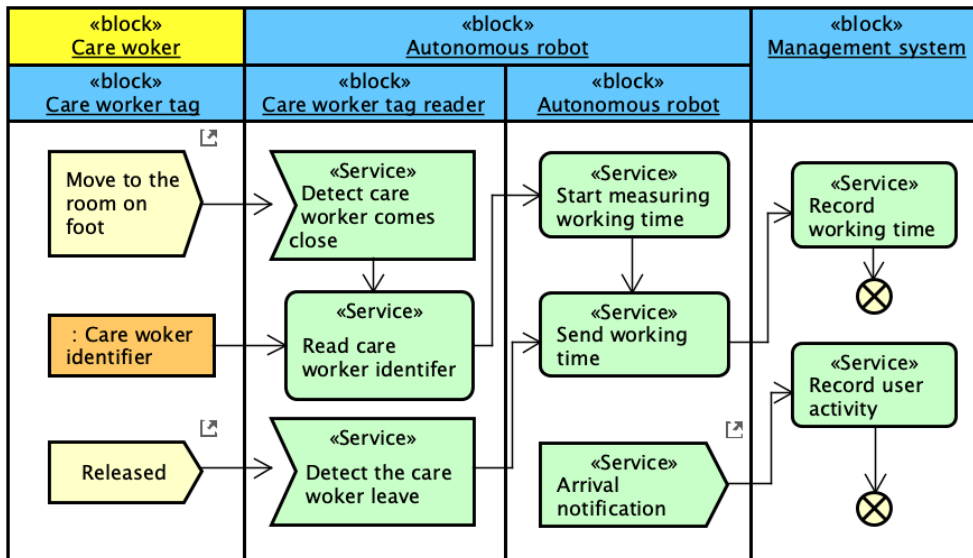 «block»
Care woker
«block»
Autonomous robot
«block»
Management system
«block»
Care worker tag
«block»
Care worker tag reader
«block»
Autonomous robot
Move to the
room on
foot
«Service»
Detect care
worker comes
close
«Service»
Start measuring
working time
«Service»
Record
working time
: Care woker
identifier
«Service»
Read care
worker identifer
«Service»
Send working
time
«Service»
Record user
activity
Released
«Service»
Detect the care
woker leave
«Service»
Arrival
notification